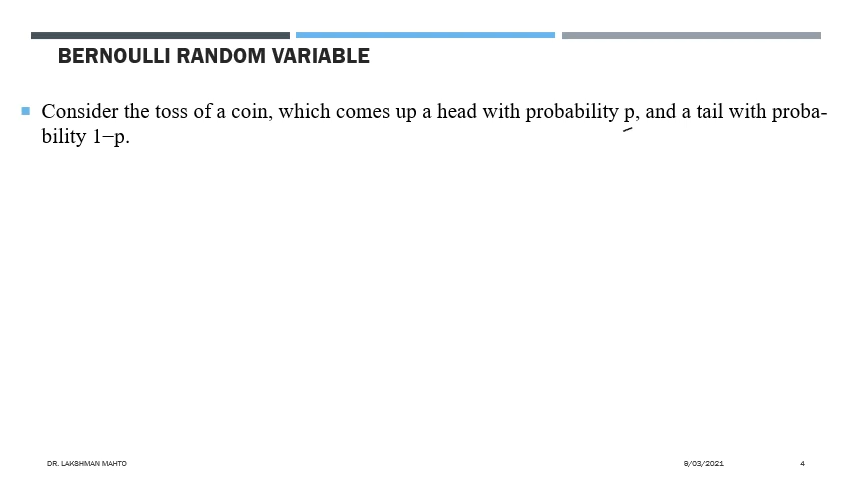 BERNOULLI RANDOM VARIABLE
Consider the toss of a coin, which comes up a head with probability p, and a tail with proba-
bility 1−p.
DR. LAKSHMAN MAHTO 9/03/2021 4